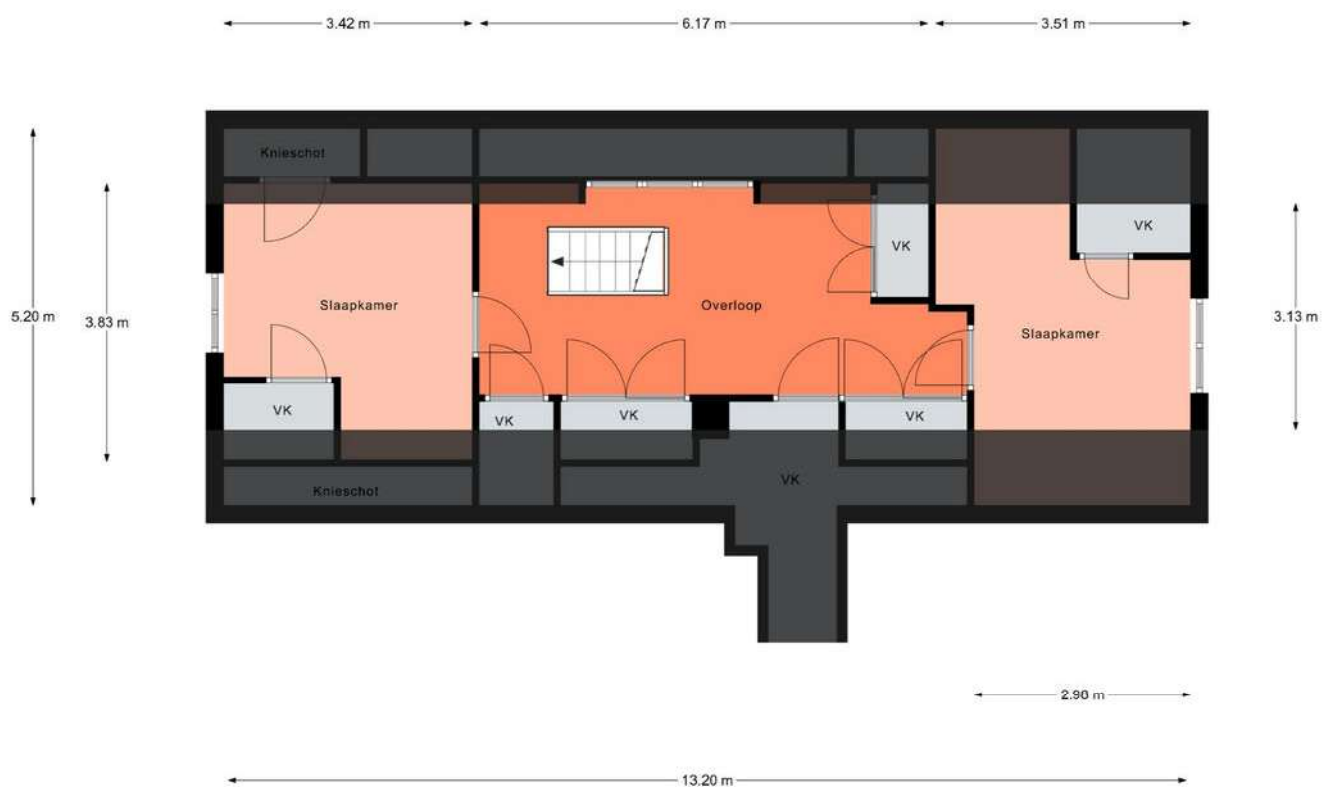 3.42 m
6.17 m
3.51 m
Knieschot
VK
VK
5.20 m
3.83 m
Slaapkamer
Overloop
Slaapkamer
3.13 m
VK
VK
VK
VK
VK
Knieschot
2.90 m
13.20 m